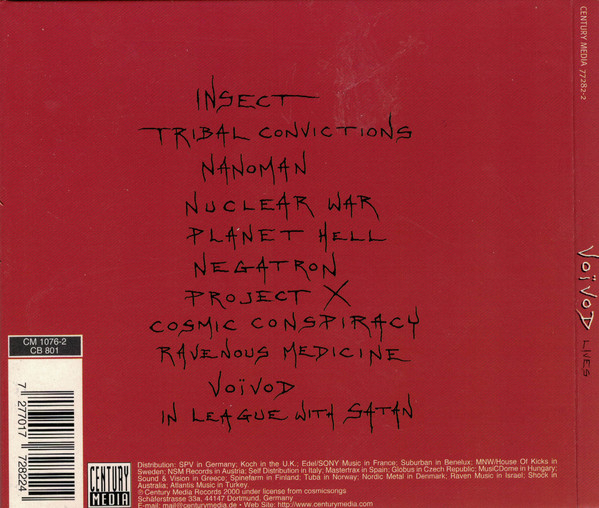 INSECT
TRIBAL CONVICTIONS
NANOMAN
NUCLEAR WAR
PLANET HELL
NEGATRON
PROJECT X
COSMIC CONSPIRACY
RAVENOUS MEDICINE
VOÏVOD
IN LEAGUE WITH SATAN
CENTURY MEDIA 77282-2
VOÏVOD LIVES
CM 1076-2
CB 801
7 277017 728224
CENTURY
MEDIA
Distribution: SPV in Germany; Koch in the U.K.; Edel/SONY Music in France; Suburban in Benelux; MNW/House Of Kicks in
Sweden; NSM Records in Austria; Self Distribution in Italy; Mastertrax in Spain; Globus in Czech Republic; MusiCDome in Hungary;
Sound & Vision in Greece; Spinefarm in Finland; Tuba in Norway; Nordic Metal in Denmark, Raven Music in Israel; Shock in
Australia; Atlantis Music in Turkey.
℗ Century Media Records 2000 under license from cosmicsongs
Schäferstrasse 33a, 44147 Dortmund, Germany
E-mail: mail@centurymedia.de • Web Site: http://www.centurymedia.com